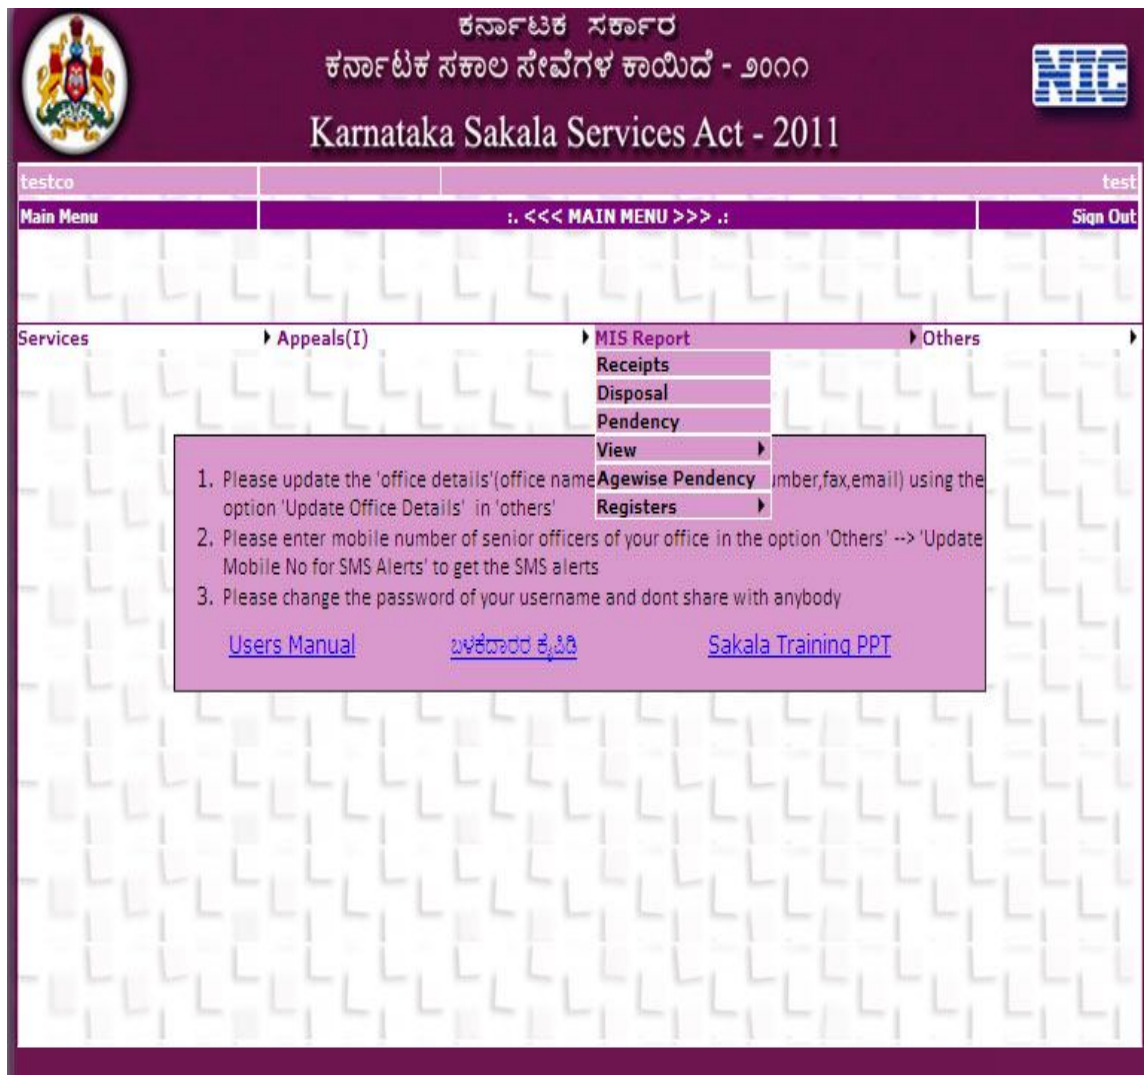 ಕರ್ನಾಟಕ ಸರ್ಕಾರ
ಕರ್ನಾಟಕ ಸಕಾಲ ಸೇವೆಗಳ ಕಾಯಿದೆ - ೨೦೧೧
NIC
Karnataka Sakala Services Act - 2011
testco test
Main Menu :. <<< MAIN MENU >>> .: Sign Out
Services Appeals(I) MIS Report Others
Receipts
Disposal
Pendency
View
Agewise Pendency
Registers
1. Please update the 'office details'(office name mber,fax,email) using the
option 'Update Office Details' in 'others'
2. Please enter mobile number of senior officers of your office in the option 'Others' --> 'Update
Mobile No for SMS Alerts' to get the SMS alerts
3. Please change the password of your username and dont share with anybody
Users Manual ಬಳಕೆದಾರರ ಕೈಪಿಡಿ Sakala Training PPT